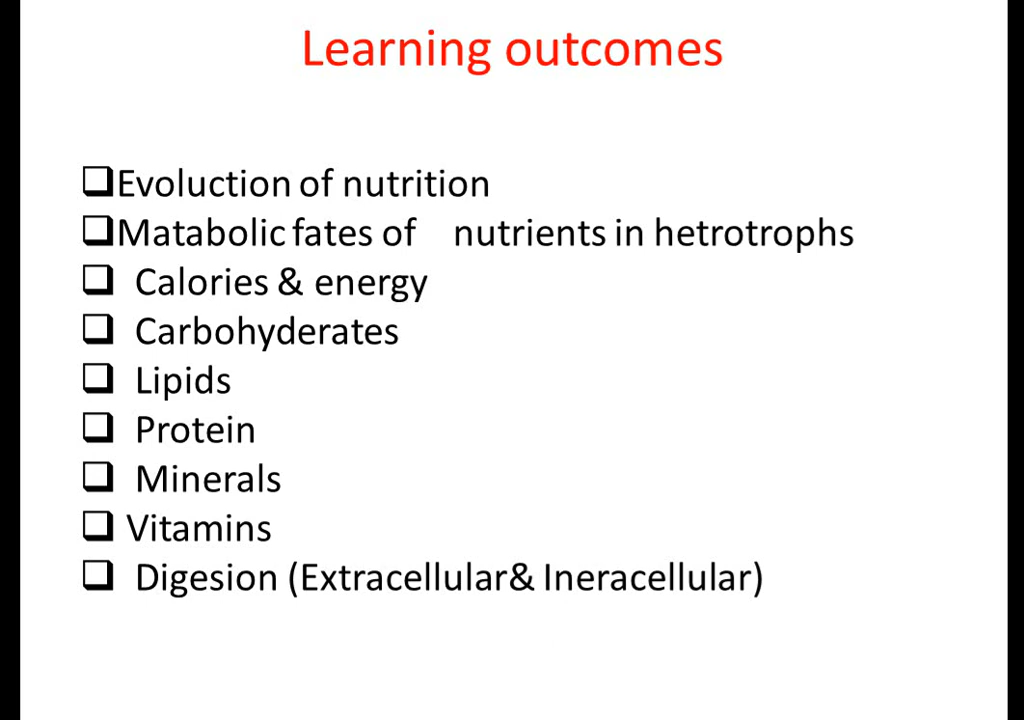 Learning outcomes
❑Evoluction of nutrition
❑Matabolic fates of nutrients in hetrotrophs
❑ Calories & energy
❑ Carbohyderates
❑ Lipids
❑ Protein
❑ Minerals
❑ Vitamins
❑ Digesion (Extracellular& Ineracellular)